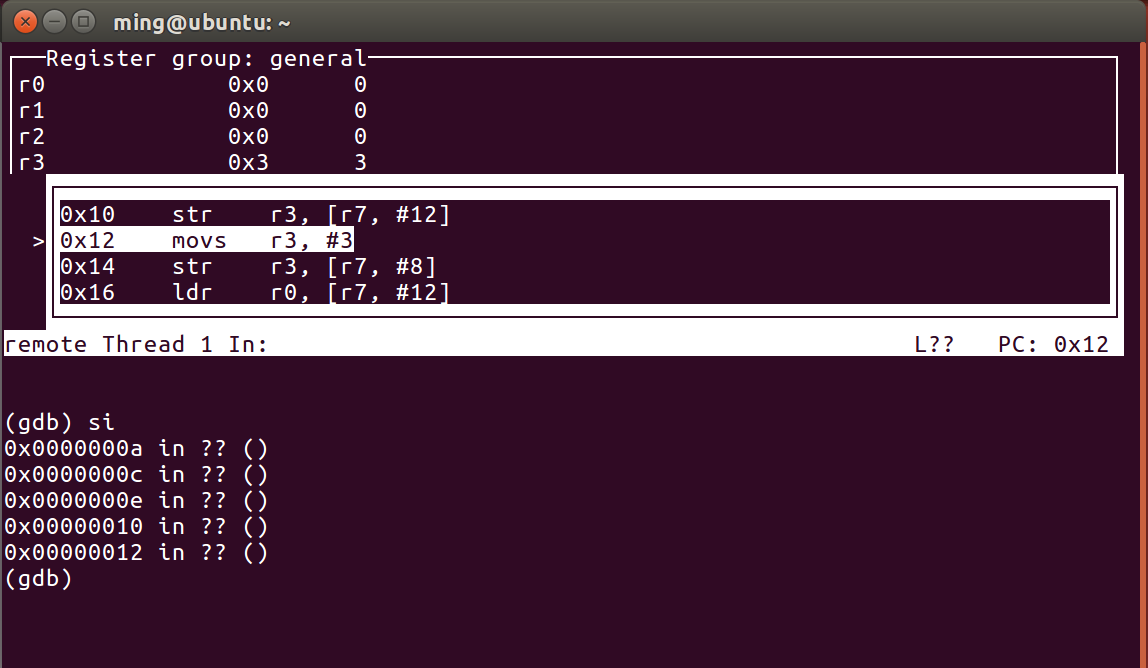 ming@ubuntu: ~
Register group: general
r0 0x0 0
r1 0x0 0
r2 0x0 0
r3 0x3 3
0x10 str r3, [r7, #12]
> 0x12 movs r3, #3
0x14 str r3, [r7, #8]
0x16 ldr r0, [r7, #12]
remote Thread 1 In: L?? PC: 0x12
(gdb) si
0x0000000a in ?? ()
0x0000000c in ?? ()
0x0000000e in ?? ()
0x00000010 in ?? ()
0x00000012 in ?? ()
(gdb)